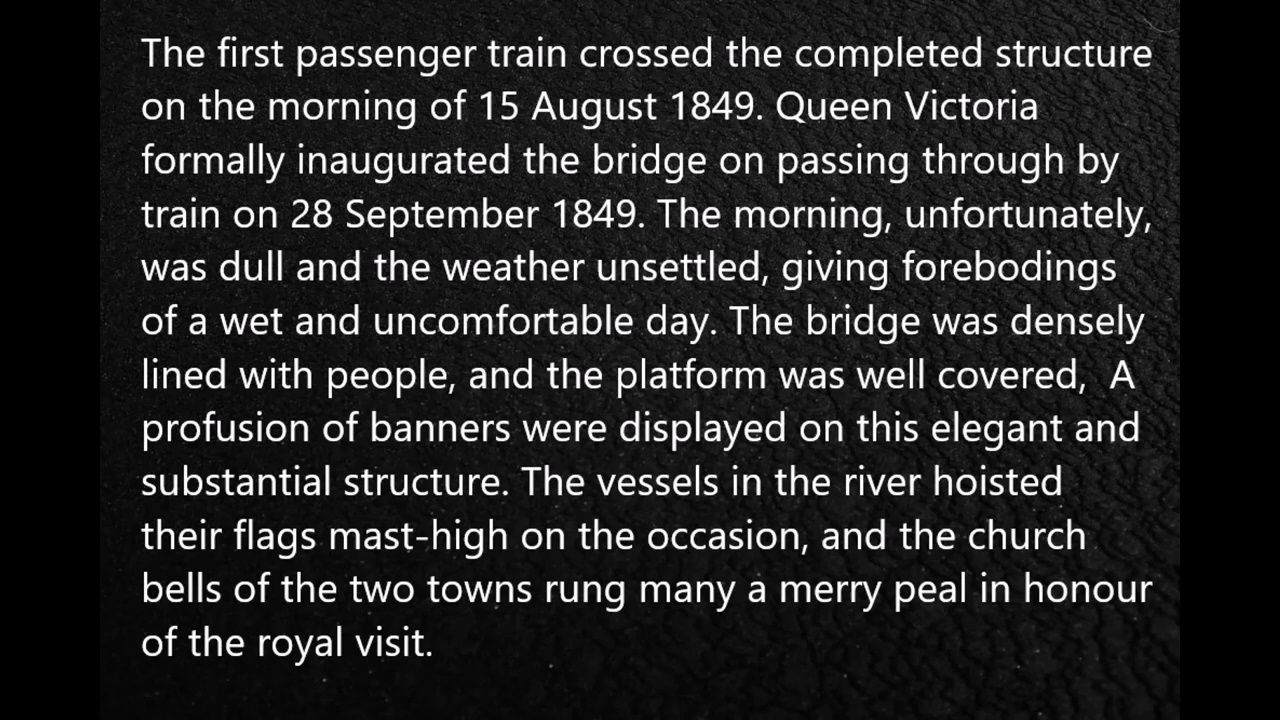 The first passenger train crossed the completed structure
on the morning of 15 August 1849. Queen Victoria
formally inaugurated the bridge on passing through by
train on 28 September 1849. The morning, unfortunately,
was dull and the weather unsettled, giving forebodings
of a wet and uncomfortable day. The bridge was densely
lined with people, and the platform was well covered,  A
profusion of banners were displayed on this elegant and
substantial structure. The vessels in the river hoisted
their flags mast-high on the occasion, and the church
bells of the two towns rung many a merry peal in honour
of the royal visit.